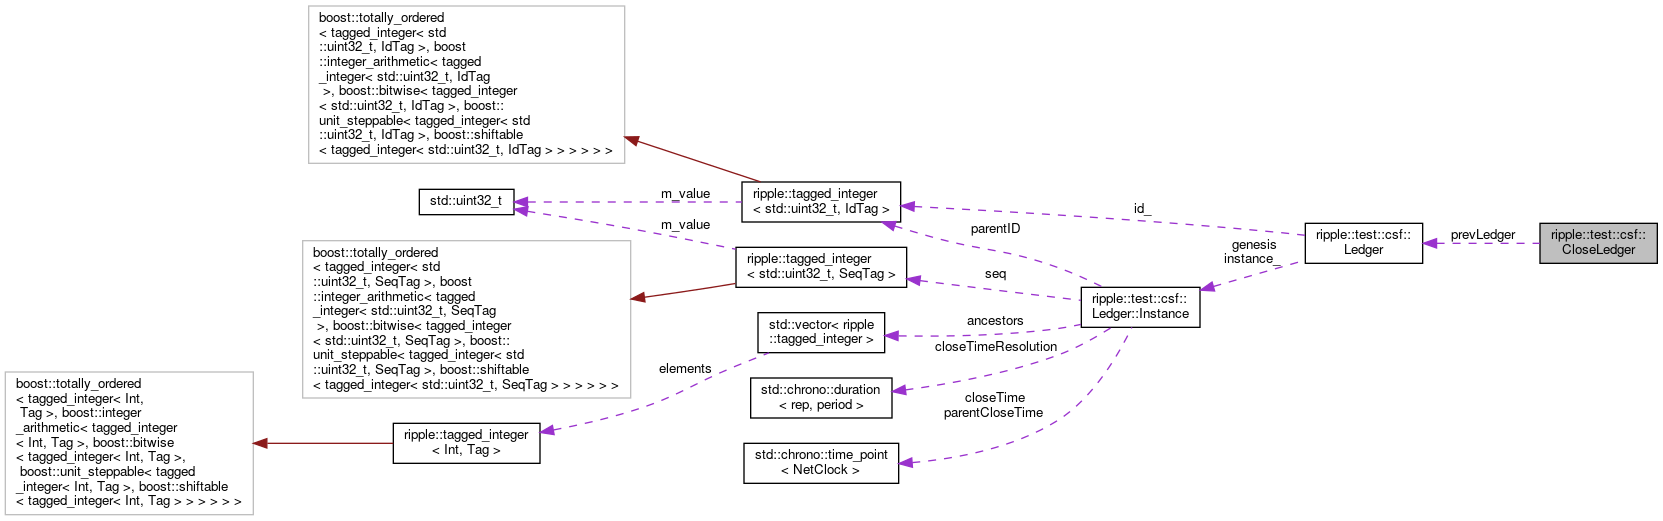 boost::totally_ordered
< tagged_integer< std
::uint32_t, IdTag >, boost
::integer_arithmetic< tagged
_integer< std::uint32_t, IdTag
 >, boost::bitwise< tagged_integer
< std::uint32_t, IdTag >, boost::
unit_steppable< tagged_integer< std
::uint32_t, IdTag >, boost::shiftable
< tagged_integer< std::uint32_t, IdTag > > > > > >
std::uint32_t
m_value
m_value
ripple::tagged_integer
< std::uint32_t, IdTag >
id_
parentID
ripple::test::csf::
Ledger
prevLedger
ripple::test::csf::
CloseLedger
genesis
instance_
boost::totally_ordered
< tagged_integer< std
::uint32_t, SeqTag >, boost
::integer_arithmetic< tagged
_integer< std::uint32_t, SeqTag
 >, boost::bitwise< tagged_integer
< std::uint32_t, SeqTag >, boost::
unit_steppable< tagged_integer< std
::uint32_t, SeqTag >, boost::shiftable
< tagged_integer< std::uint32_t, SeqTag > > > > > >
ripple::tagged_integer
< std::uint32_t, SeqTag >
seq
ripple::test::csf::
Ledger::Instance
std::vector< ripple
::tagged_integer >
ancestors
closeTimeResolution
elements
std::chrono::duration
< rep, period >
closeTime
parentCloseTime
boost::totally_ordered
< tagged_integer< Int,
 Tag >, boost::integer
_arithmetic< tagged_integer
< Int, Tag >, boost::bitwise
< tagged_integer< Int, Tag >,
 boost::unit_steppable< tagged
_integer< Int, Tag >, boost::shiftable
< tagged_integer< Int, Tag > > > > > >
ripple::tagged_integer
< Int, Tag >
std::chrono::time_point
< NetClock >